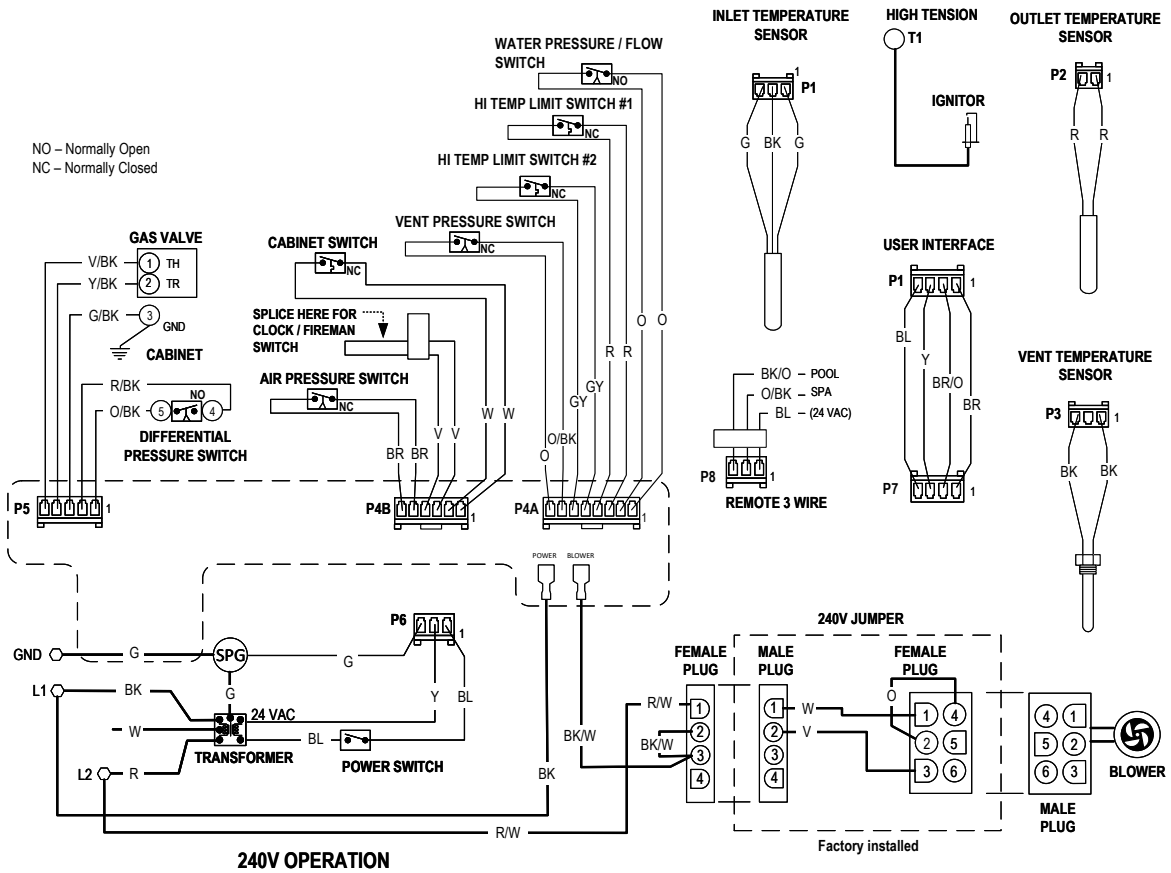 INLET TEMPERATURE
SENSOR
1
P1
G
BK
G
HIGH TENSION
T1
IGNITOR
OUTLET TEMPERATURE
SENSOR
P2
1
R
R
WATER PRESSURE / FLOW
SWITCH
NO
HI TEMP LIMIT SWITCH #1
NC
HI TEMP LIMIT SWITCH #2
NC
VENT PRESSURE SWITCH
NC
NO – Normally Open
NC – Normally Closed
GAS VALVE
V/BK
1
TH
Y/BK
2
TR
G/BK
3
GND
CABINET
R/BK
NO
O/BK
5
4
DIFFERENTIAL
PRESSURE SWITCH
CABINET SWITCH
NC
SPLICE HERE FOR
CLOCK / FIREMAN
SWITCH
AIR PRESSURE SWITCH
NC
BR
BR
V
V
W
W
O
O/BK
GY
GY
R
R
O
O
USER INTERFACE
P1
1
BL
Y
BR/O
BR
P7
1
BK/O – POOL
O/BK – SPA
BL – (24 VAC)
P8
1
REMOTE 3 WIRE
VENT TEMPERATURE
SENSOR
P3
1
BK
BK
P5
1
P4B
1
P4A
1
POWER
BLOWER
P6
1
GND
G
SPG
G
G
Y
BL
L1
BK
24 VAC
W
TRANSFORMER
BL
POWER SWITCH
L2
R
BK
BK/W
R/W
R/W
BK/W
FEMALE
PLUG
1
2
3
4
240V JUMPER
MALE
PLUG
1
2
3
4
W
V
O
FEMALE
PLUG
1
4
2
5
3
6
4
1
5
2
6
3
MALE
PLUG
BLOWER
Factory installed
240V OPERATION